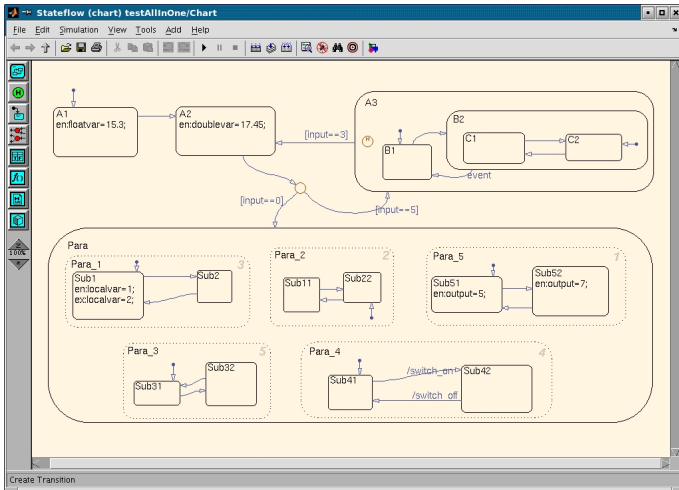 Stateflow (chart) testAllInOne/Chart
File Edit Simulation View Tools Add Help
A1
en:floatvar=15.3;
A2
en:doublevar=17.45;
[input==3]
A3
H
B1
B2
C1
C2
event
[input==0]
[input==5]
Para
Para_1
3
Sub1
en:localvar=1;
ex:localvar=2;
Sub2
Para_2
2
Sub11
Sub22
Para_5
1
Sub51
en:output=5;
Sub52
en:output=7;
Para_3
5
Sub31
Sub32
Para_4
4
Sub41
/switch_on
Sub42
/switch_off
H
f()
Z
100%
Create Transition